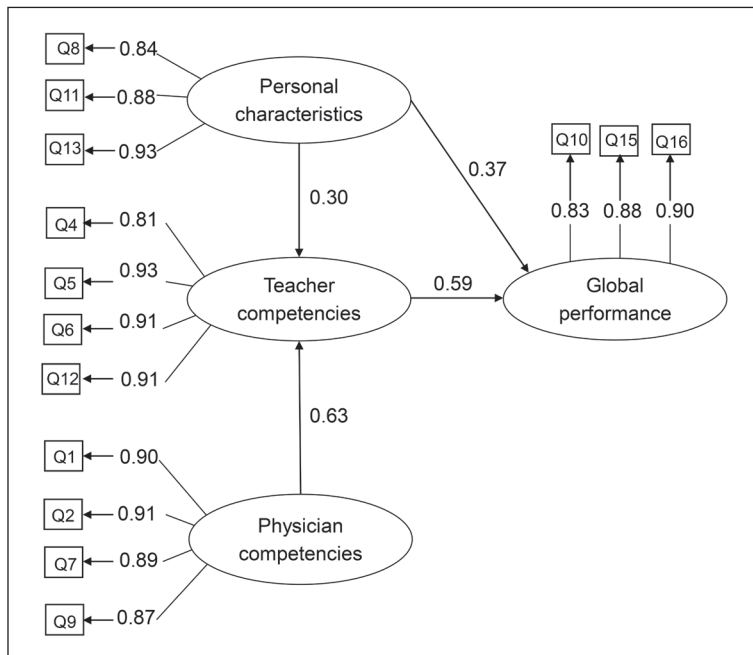 Q8
0.84
Q11
0.88
Q13
0.93
Personal
characteristics
Q10
Q15
Q16
0.37
0.30
0.83
0.88
0.90
Q4
0.81
Q5
0.93
Q6
0.91
Q12
0.91
Teacher
competencies
0.59
Global
performance
0.63
Q1
0.90
Q2
0.91
Q7
0.89
Q9
0.87
Physician
competencies